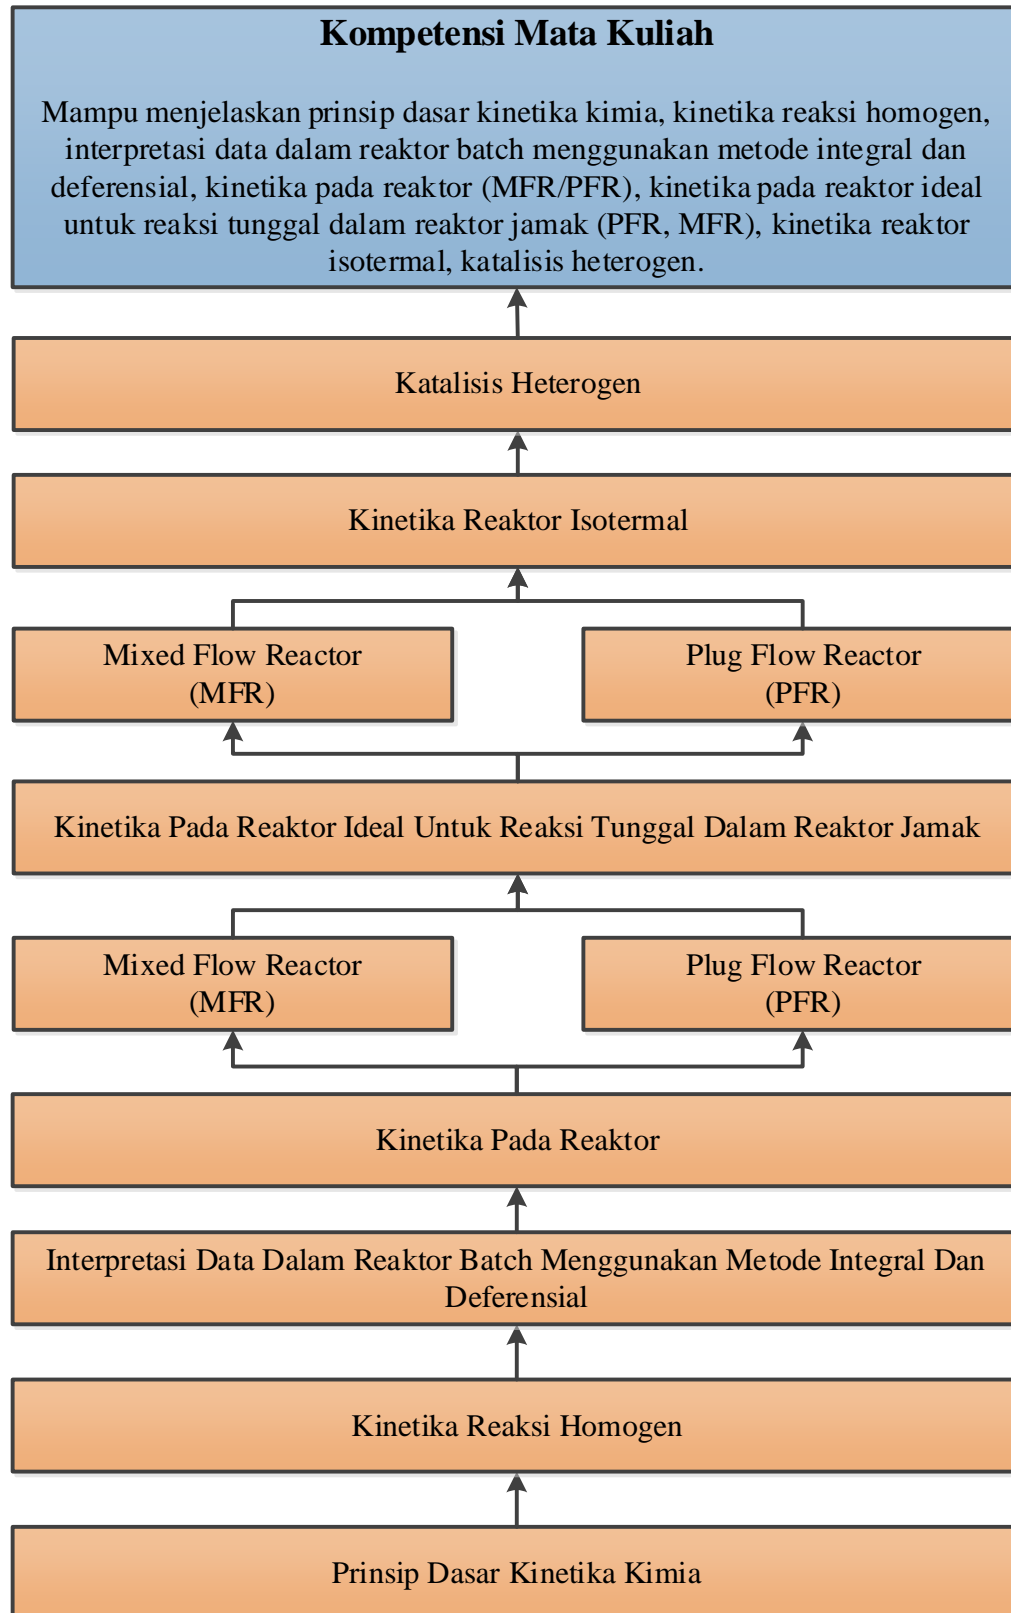 Kompetensi Mata Kuliah
Mampu menjelaskan prinsip dasar kinetika kimia, kinetika reaksi homogen,
interpretasi data dalam reaktor batch menggunakan metode integral dan
deferensial, kinetika pada reaktor (MFR/PFR), kinetika pada reaktor ideal
untuk reaksi tunggal dalam reaktor jamak (PFR, MFR), kinetika reaktor
isotermal, katalisis heterogen.
Katalisis Heterogen
Kinetika Reaktor Isotermal
Mixed Flow Reactor
(MFR)
Plug Flow Reactor
(PFR)
Kinetika Pada Reaktor Ideal Untuk Reaksi Tunggal Dalam Reaktor Jamak
Mixed Flow Reactor
(MFR)
Plug Flow Reactor
(PFR)
Kinetika Pada Reaktor
Interpretasi Data Dalam Reaktor Batch Menggunakan Metode Integral Dan
Deferensial
Kinetika Reaksi Homogen
Prinsip Dasar Kinetika Kimia